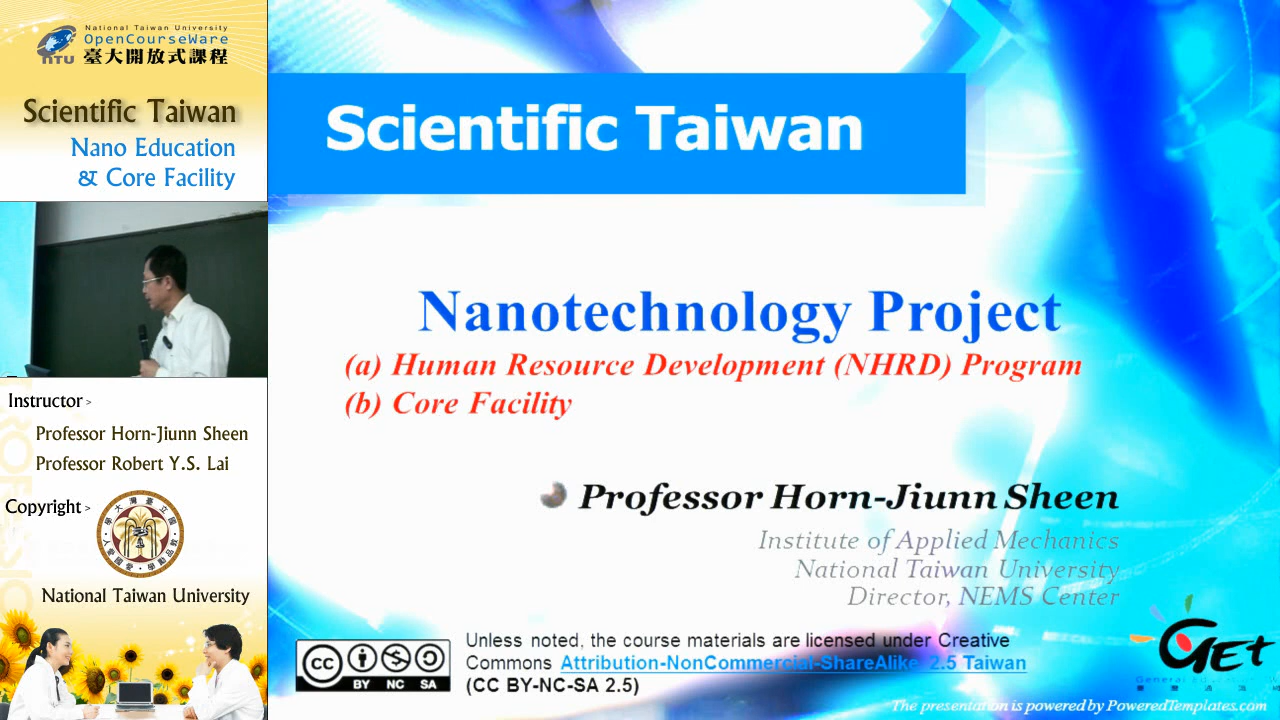 National Taiwan University
OpenCourseWare
NTU 臺大開放式課程
Scientific Taiwan
Nano Education
& Core Facility
Instructor >
Professor Horn-Jiunn Sheen
Professor Robert Y.S. Lai
Copyright >
National Taiwan University
Scientific Taiwan
Nanotechnology Project
(a) Human Resource Development (NHRD) Program
(b) Core Facility
Professor Horn-Jiunn Sheen
Institute of Applied Mechanics
National Taiwan University
Director, NEMS Center
cc BY NC SA
Unless noted, the course materials are licensed under Creative
Commons Attribution-NonCommercial-ShareAlike 2.5 Taiwan
(CC BY-NC-SA 2.5)
GET
The presentation is powered by PoweredTemplates.com